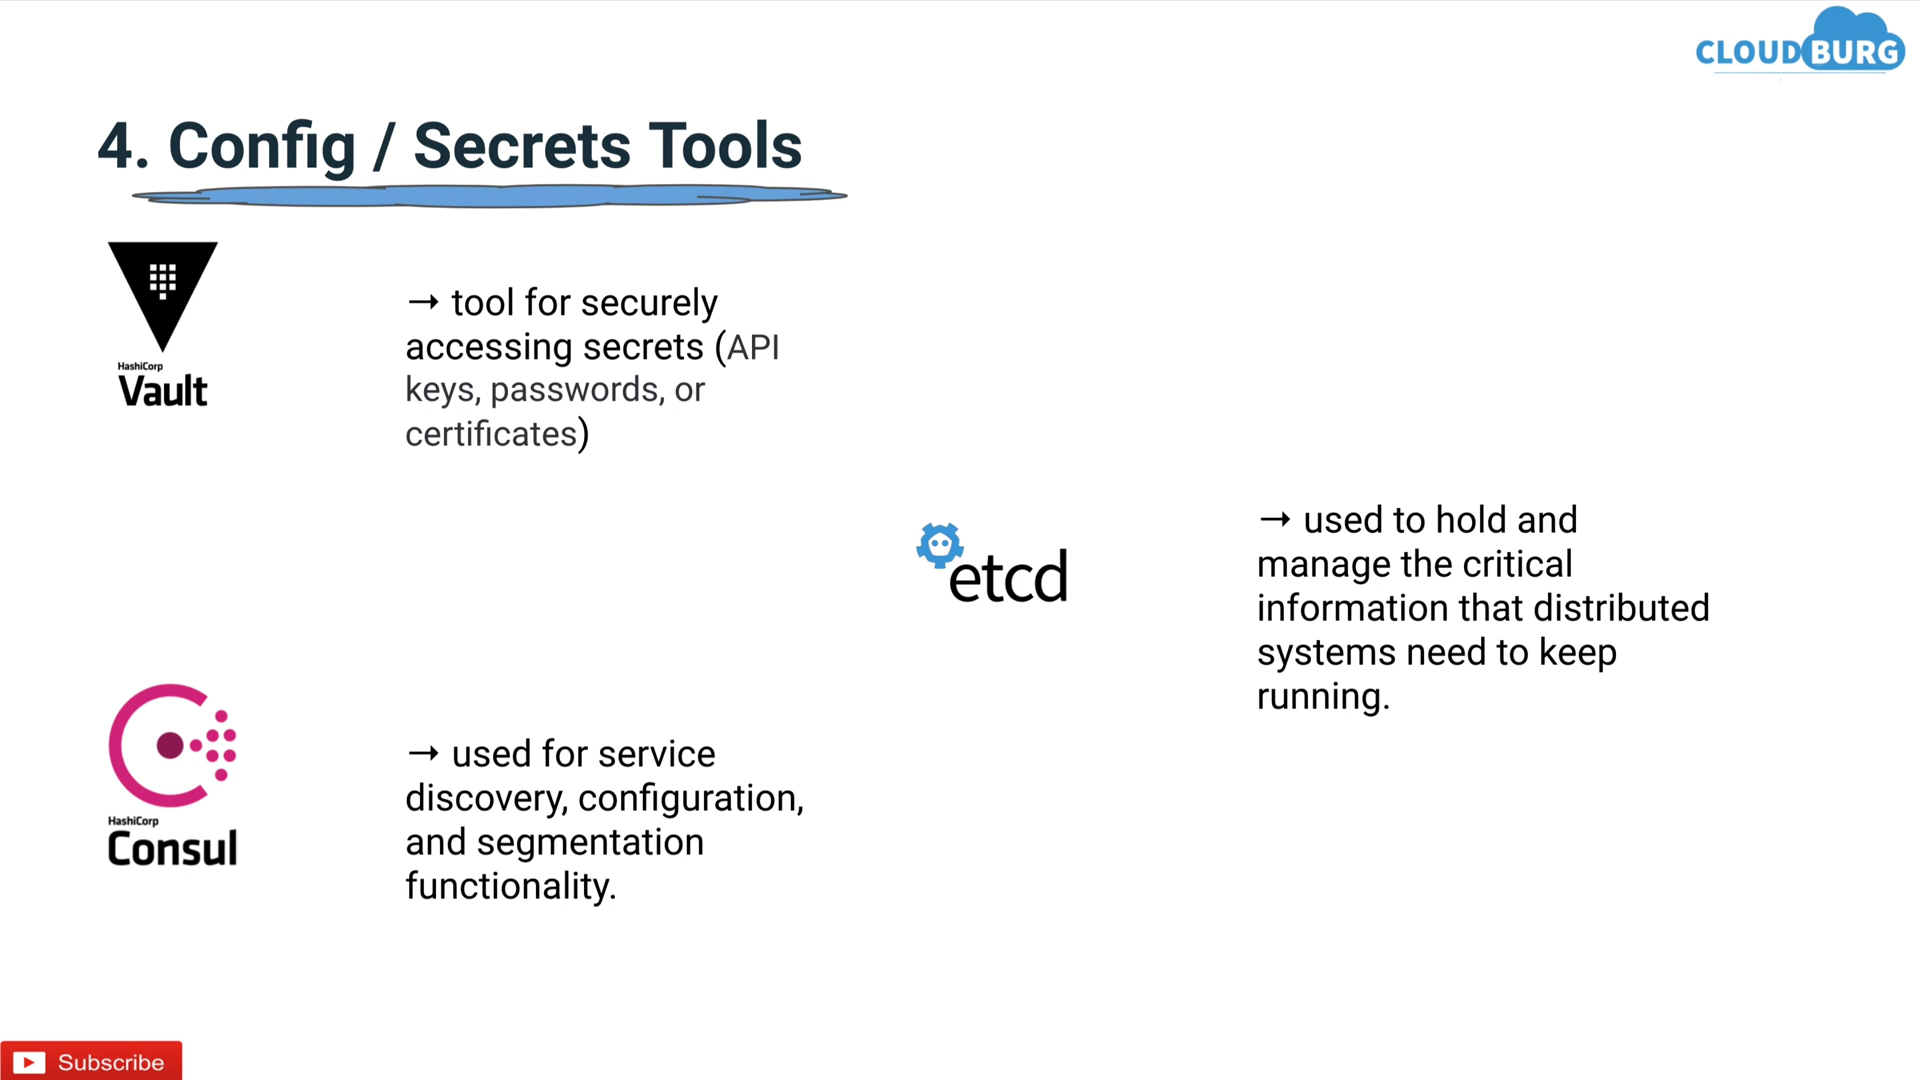 CLOUDBURG
4. Config / Secrets Tools
HashiCorp
Vault
→ tool for securely
accessing secrets (API
keys, passwords, or
certificates)
etcd
→ used to hold and
manage the critical
information that distributed
systems need to keep
running.
HashiCorp
Consul
→ used for service
discovery, configuration,
and segmentation
functionality.
Subscribe